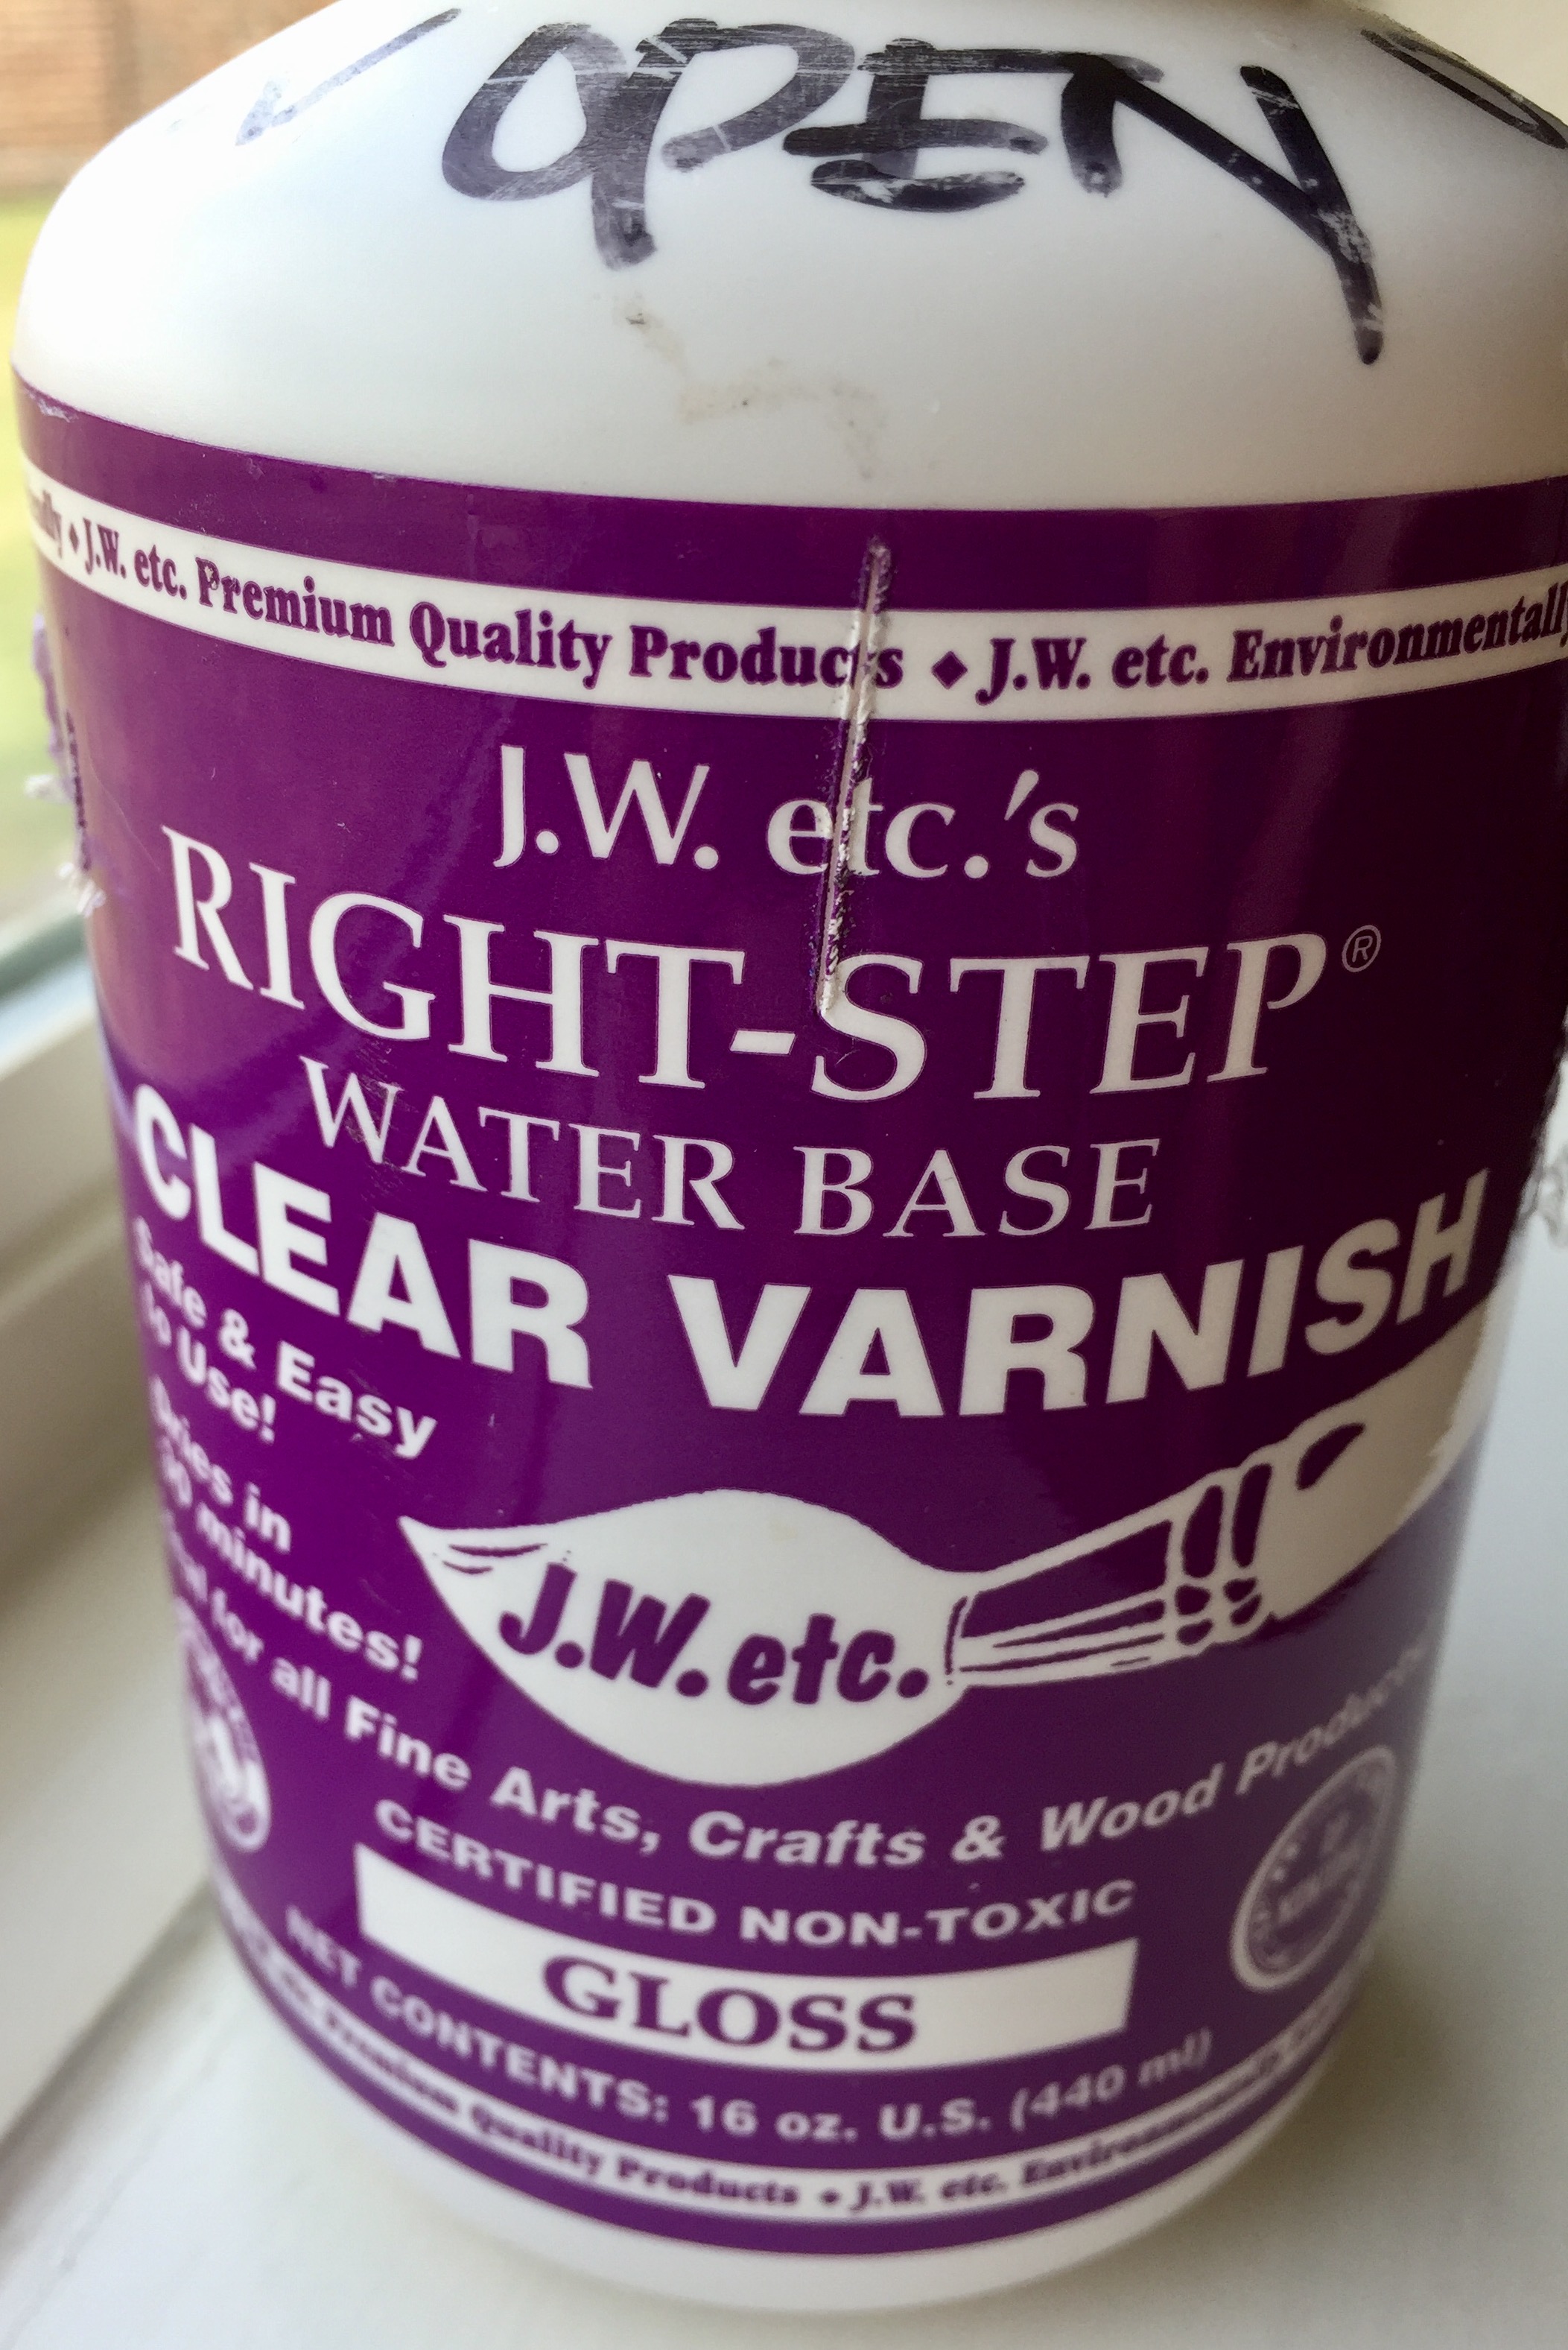 OPEN
J.W. etc. Premium Quality Products ◆ J.W. etc. Environmentally
J.W. etc.'s
RIGHT-STEP®
WATER BASE
CLEAR VARNISH
Safe & Easy
to Use!
Dries in
minutes!
J.W. etc.
for all Fine Arts, Crafts & Wood Products
CERTIFIED NON-TOXIC
GLOSS
NET CONTENTS: 16 oz. U.S. (440 ml)
Premium Quality Products ◆ J.W. etc. Environmentally